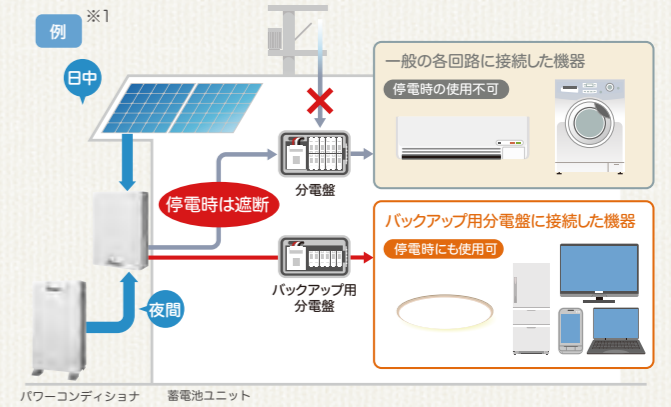 例 ※1
日中
一般の各回路に接続した機器
停電時の使用不可
分電盤
停電時は遮断
バックアップ用分電盤に接続した機器
停電時にも使用可
バックアップ用
分電盤
夜間
パワーコンディショナ 蓄電池ユニット